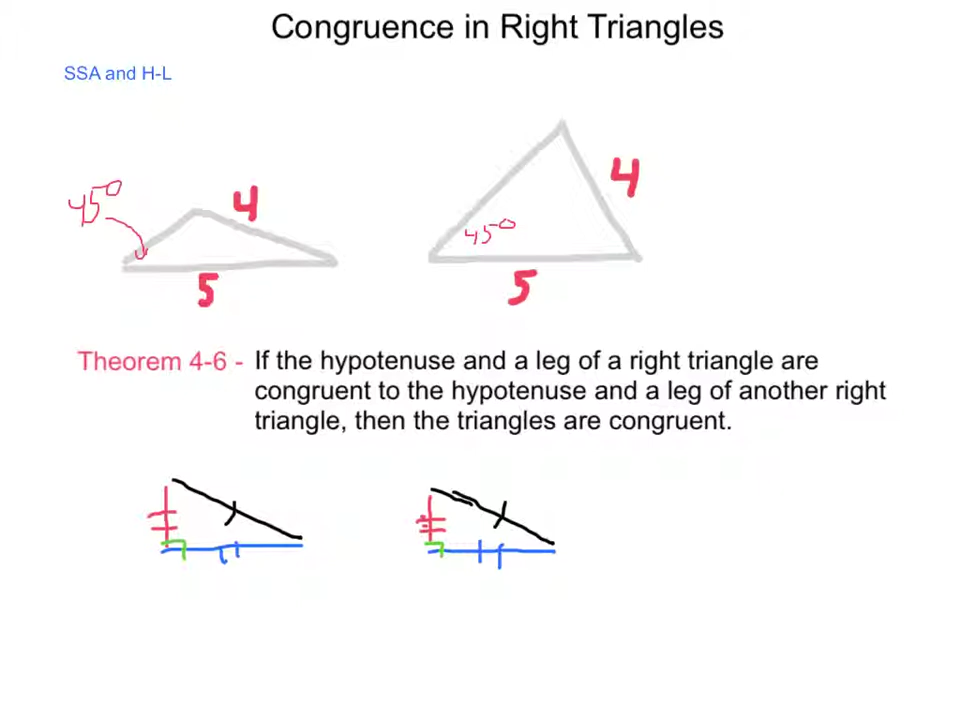 Congruence in Right Triangles
SSA and H-L
45°
4
5
45°
4
5
Theorem 4-6 - If the hypotenuse and a leg of a right triangle are
congruent to the hypotenuse and a leg of another right
triangle, then the triangles are congruent.